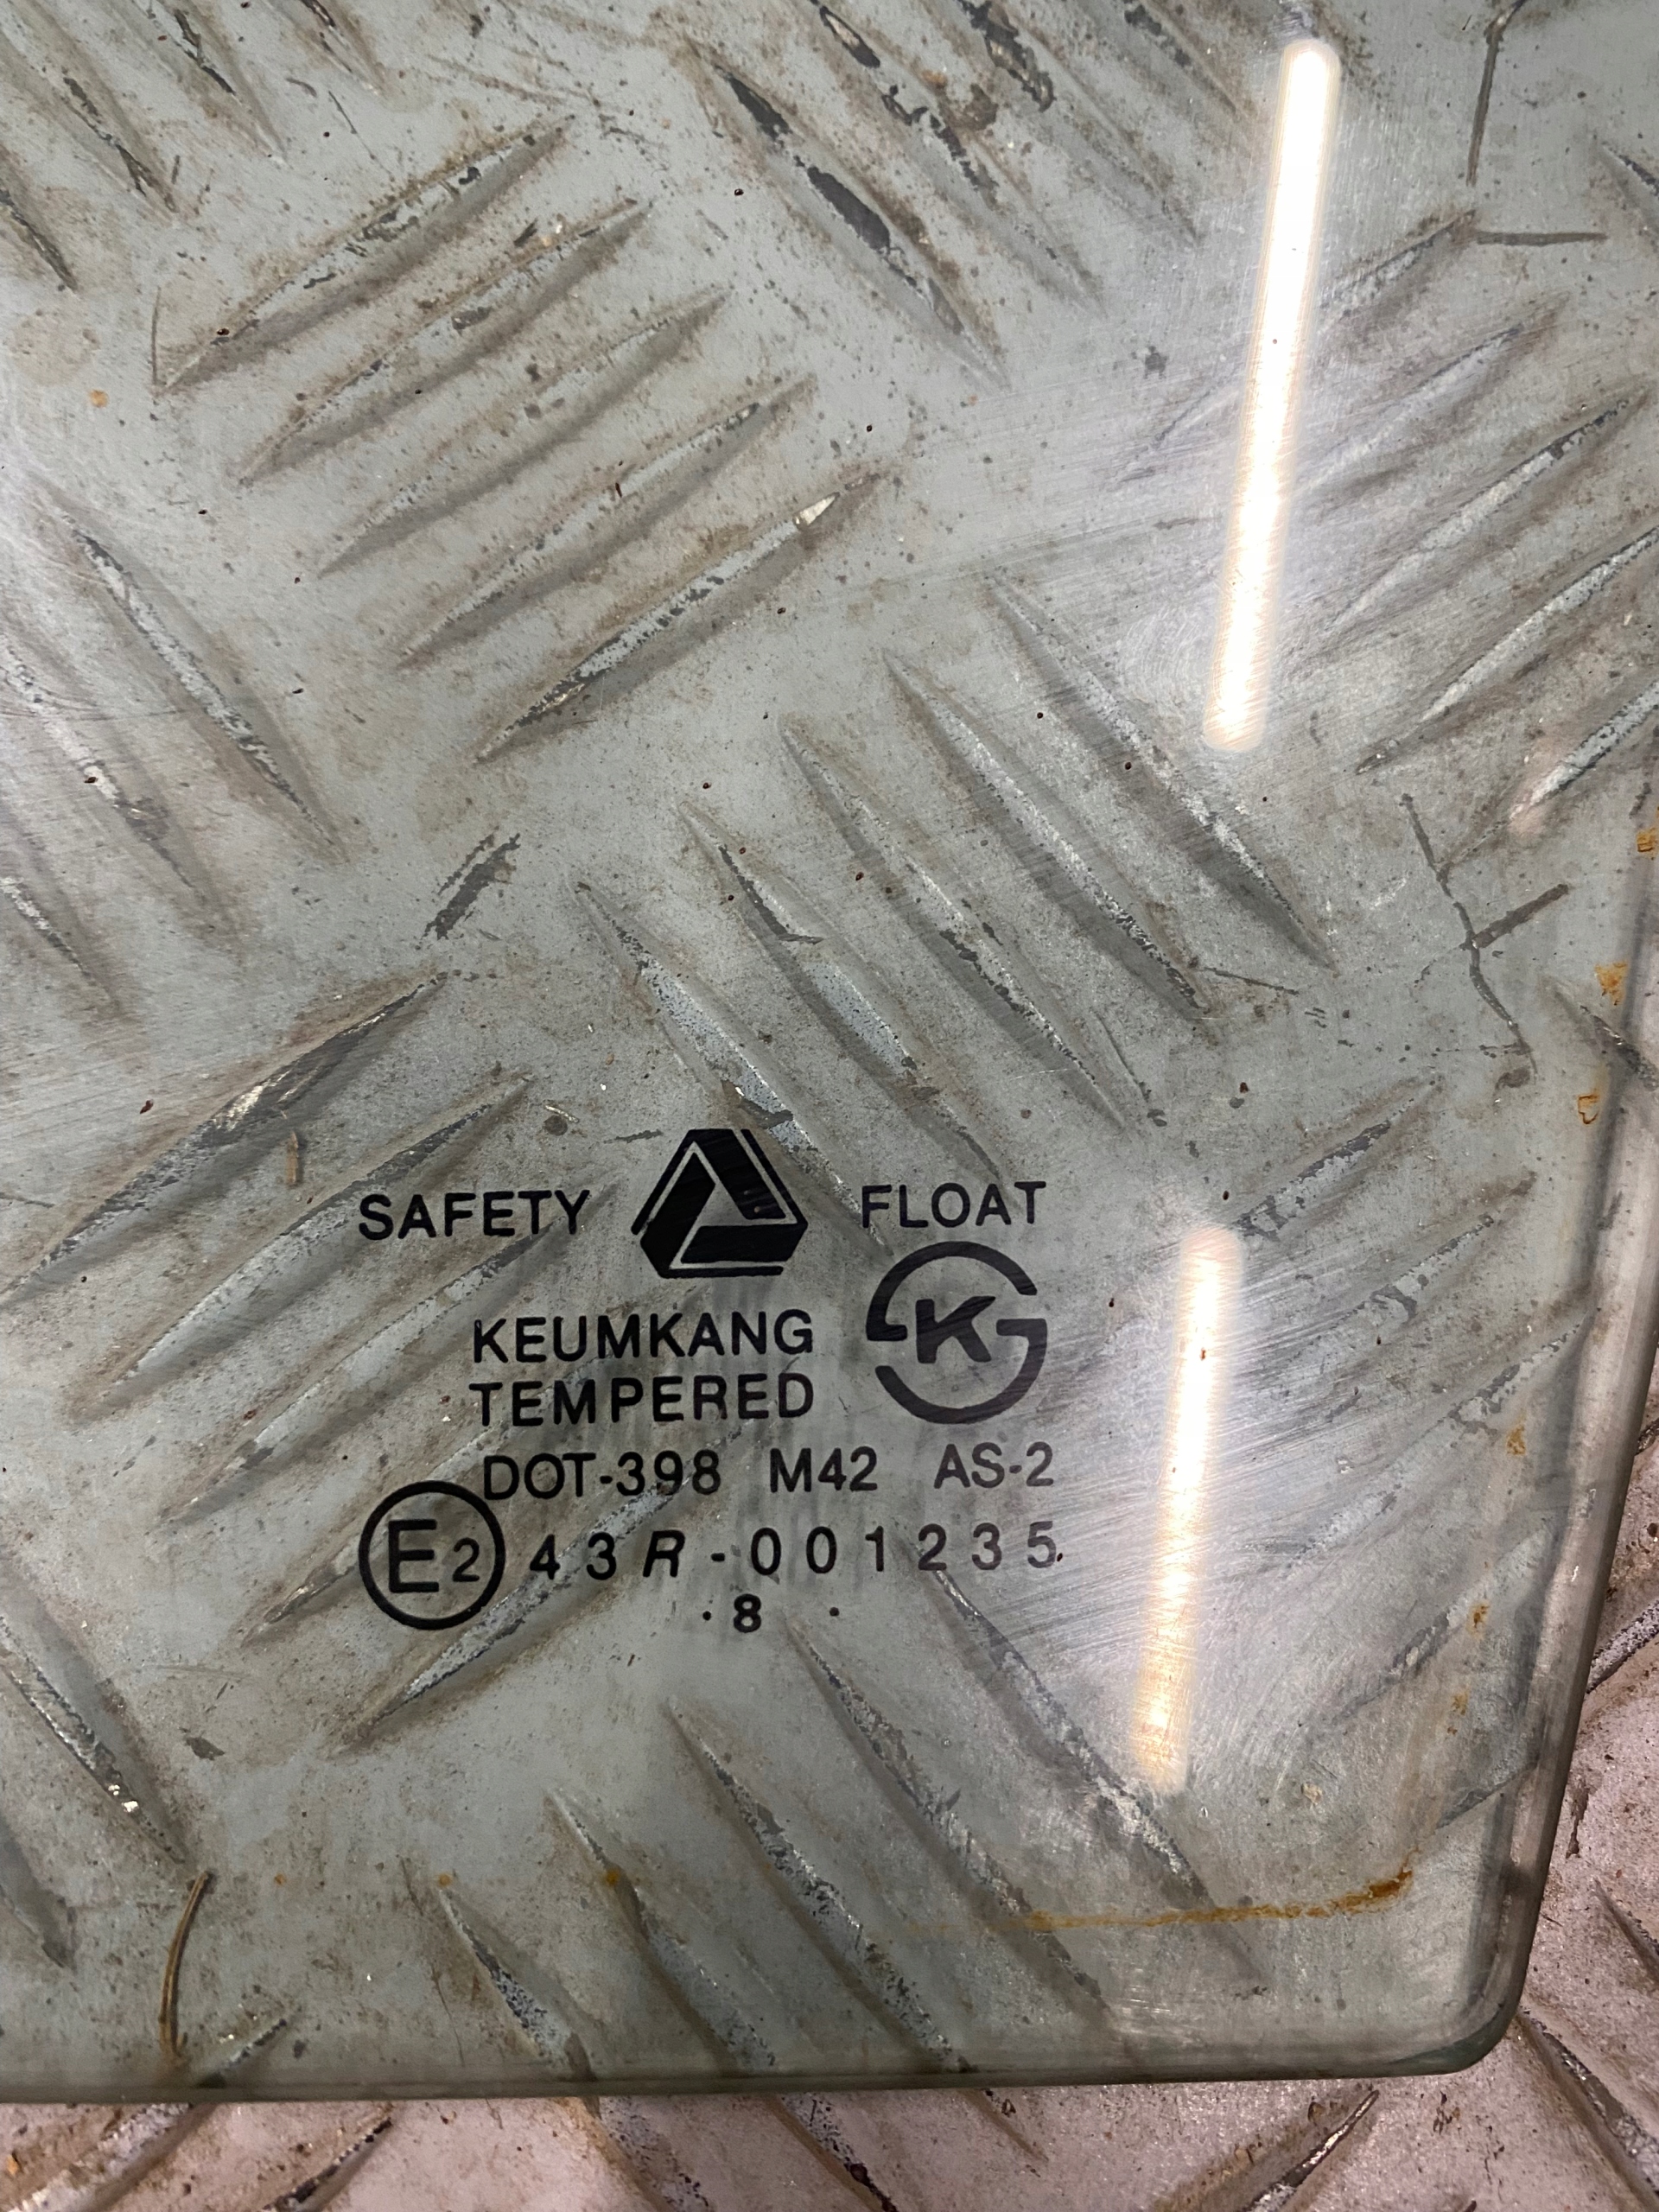 SAFETY FLOAT
KEUMKANG
TEMPERED
K
DOT-398 M42 AS-2
E2 43R-001235
·8 ·